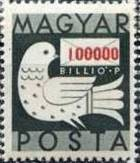 MAGYAR
100000
BILLIÓ-P
POSTA